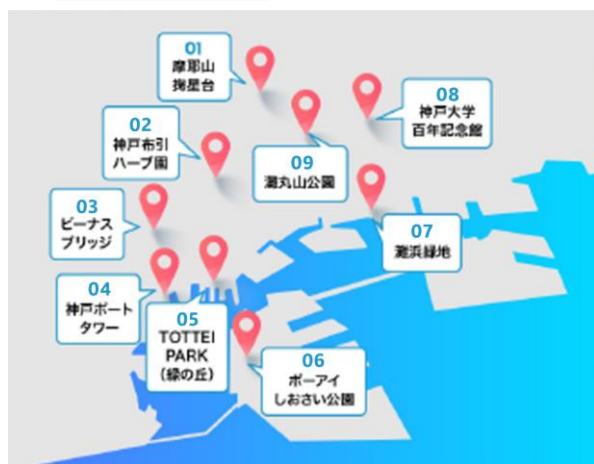 01
摩耶山
掬星台
02
神戸布引
ハーブ園
03
ビーナス
ブリッジ
04
神戸ポート
タワー
05
TOTTEI
PARK
（緑の丘）
06
ポーアイ
しおさい公園
07
灘浜緑地
08
神戸大学
百年記念館
09
灘丸山公園